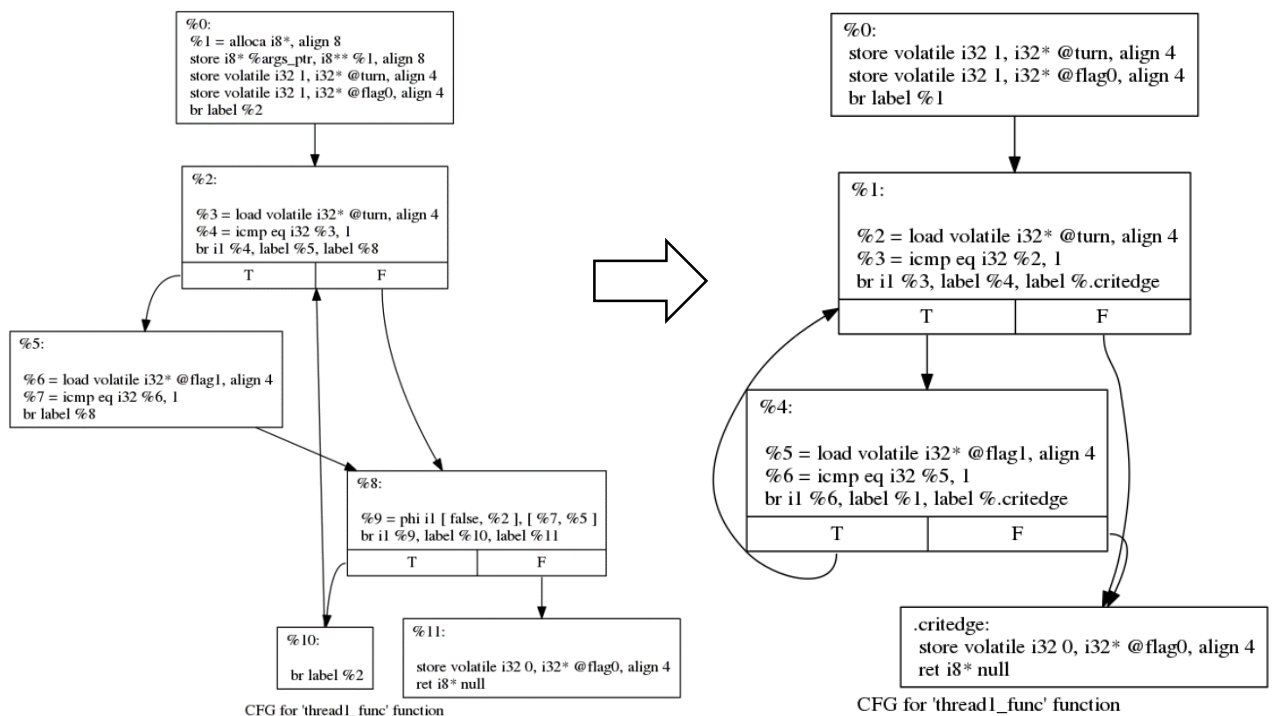 %0:
%1 = alloca i8*, align 8
store i8* %args_ptr, i8** %1, align 8
store volatile i32 1, i32* @turn, align 4
store volatile i32 1, i32* @flag0, align 4
br label %2
%2:
%3 = load volatile i32* @turn, align 4
%4 = icmp eq i32 %3, 1
br i1 %4, label %5, label %8
T
F
%5:
%6 = load volatile i32* @flag1, align 4
%7 = icmp eq i32 %6, 1
br label %8
%8:
%9 = phi i1 [ false, %2 ], [ %7, %5 ]
br i1 %9, label %10, label %11
T
F
%10:
br label %2
%11:
store volatile i32 0, i32* @flag0, align 4
ret i8* null
CFG for 'thread1_func' function
%0:
store volatile i32 1, i32* @turn, align 4
store volatile i32 1, i32* @flag0, align 4
br label %1
%1:
%2 = load volatile i32* @turn, align 4
%3 = icmp eq i32 %2, 1
br i1 %3, label %4, label %.critedge
T
F
%4:
%5 = load volatile i32* @flag1, align 4
%6 = icmp eq i32 %5, 1
br i1 %6, label %1, label %.critedge
T
F
.critedge:
store volatile i32 0, i32* @flag0, align 4
ret i8* null
CFG for 'thread1_func' function